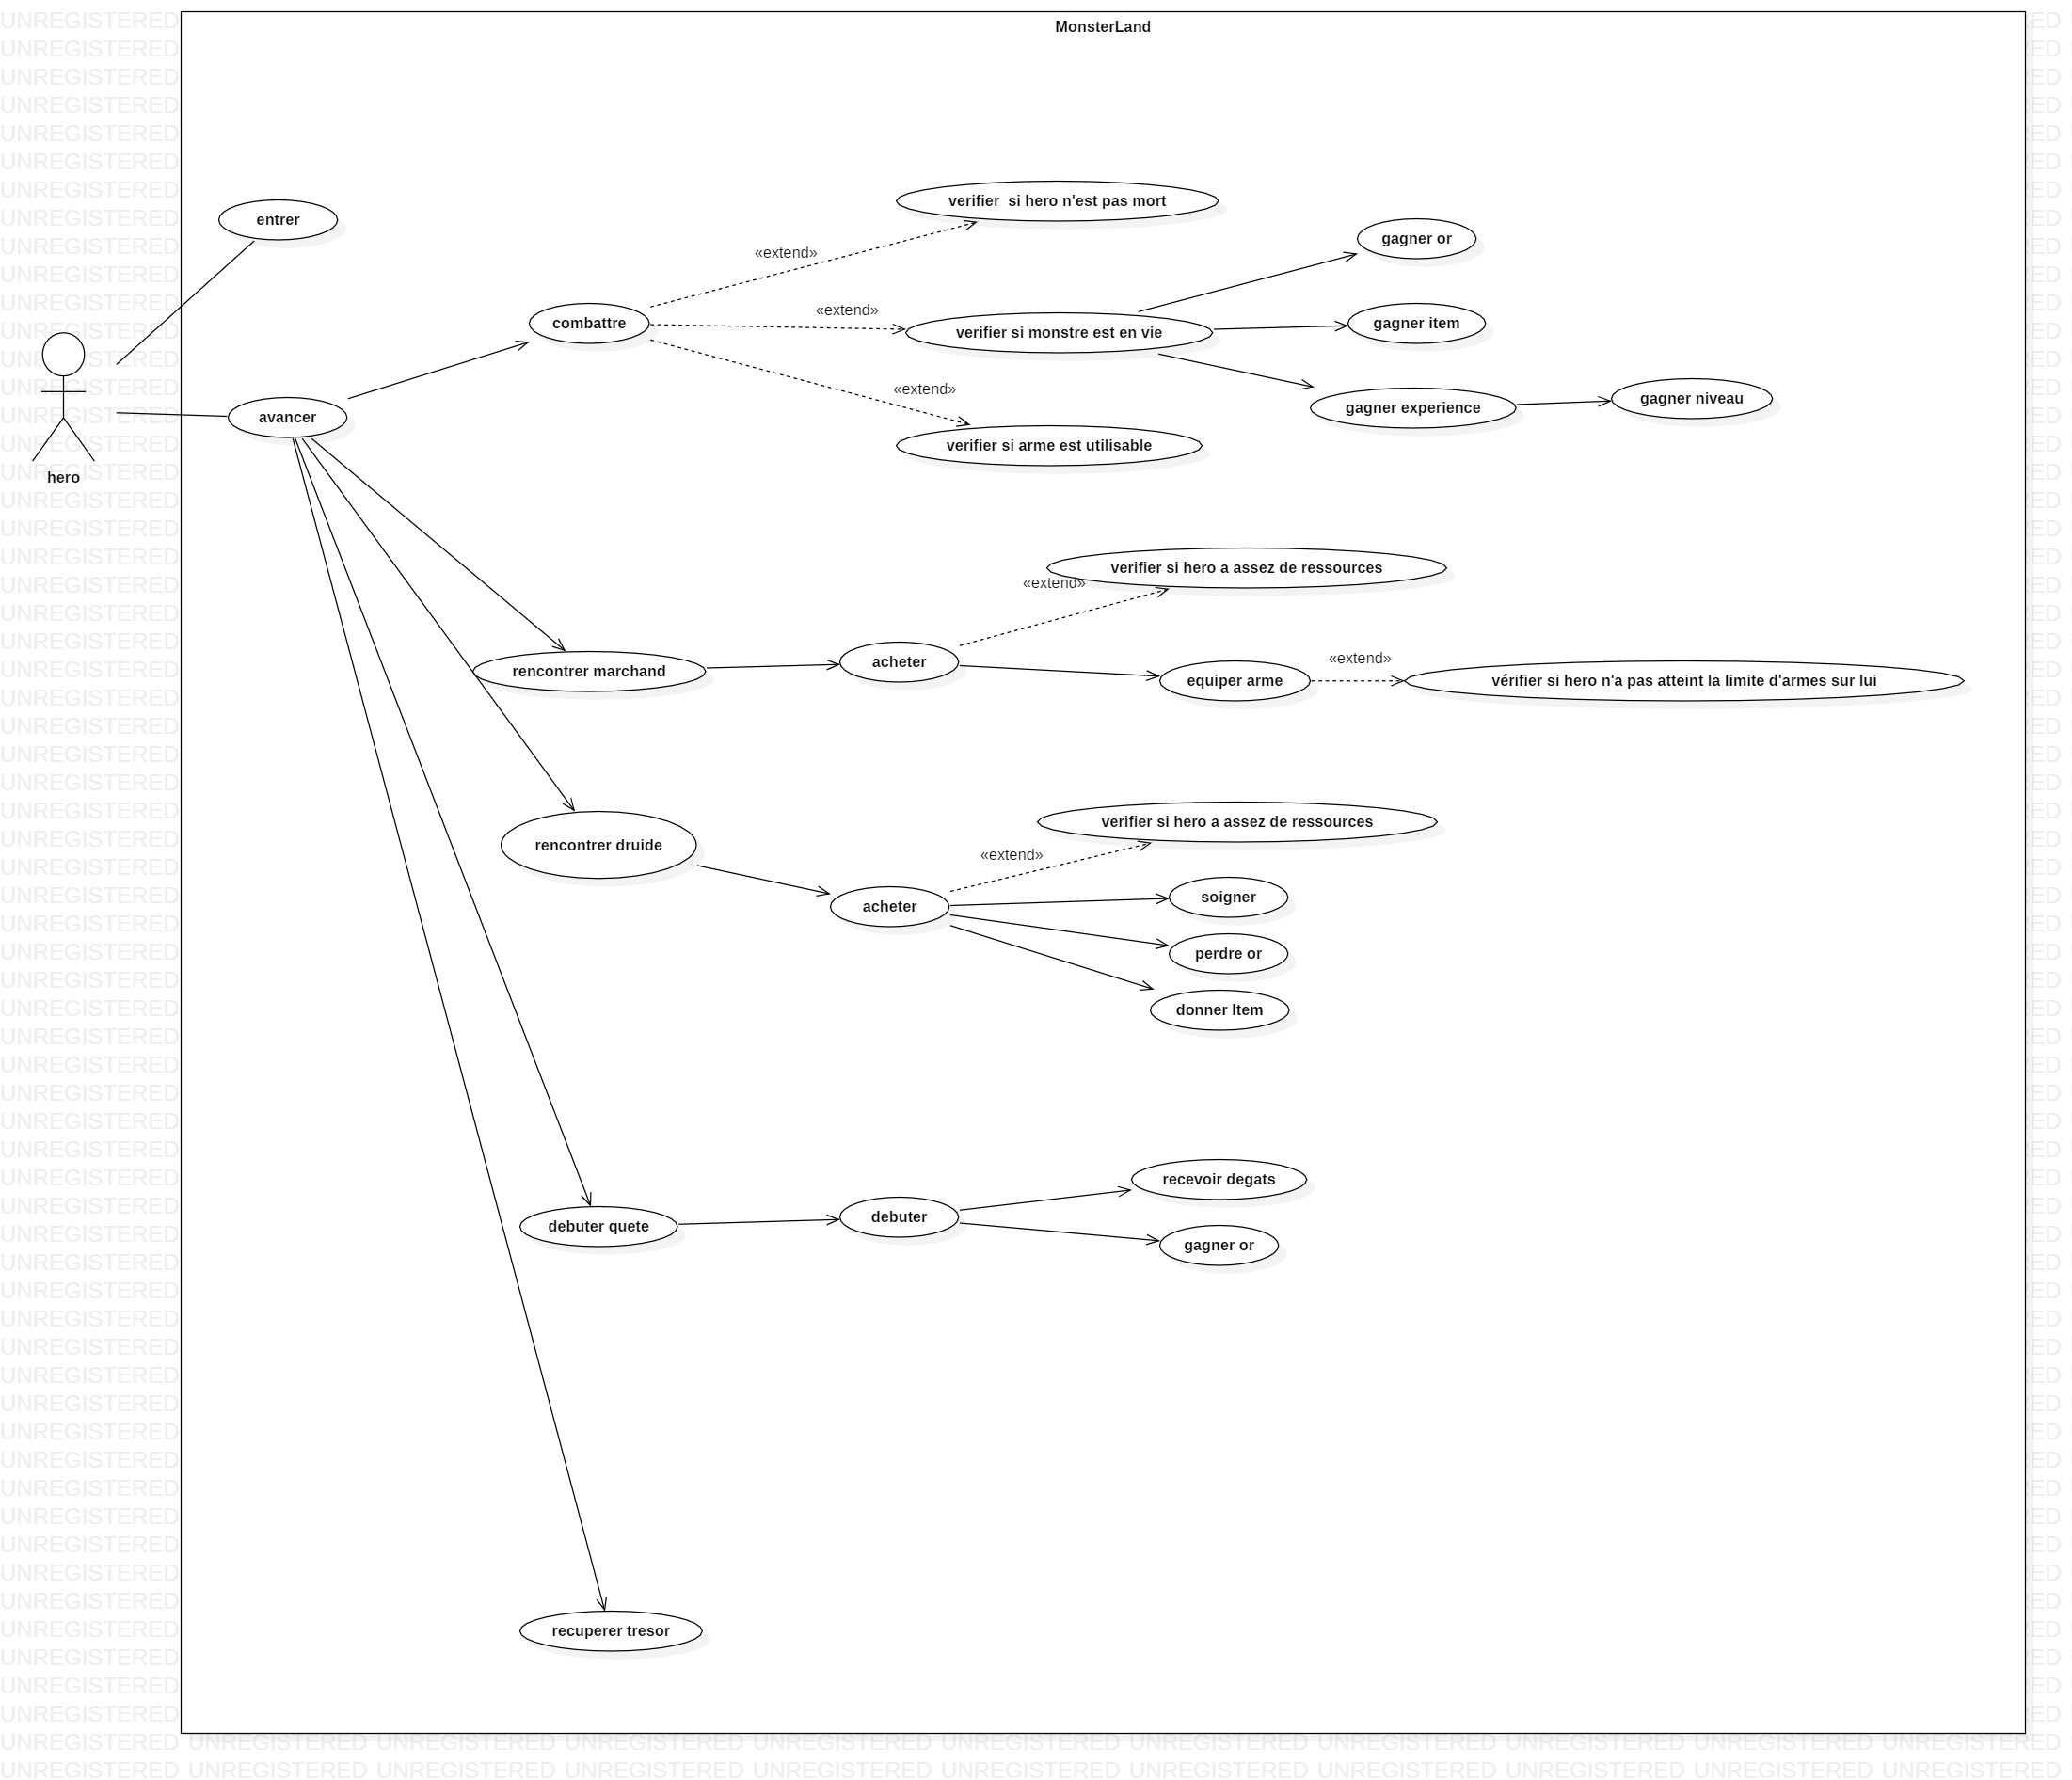 MonsterLand
entrer
verifier  si hero n'est pas mort
gagner or
«extend»
combattre
«extend»
verifier si monstre est en vie
gagner item
«extend»
gagner experience
gagner niveau
avancer
verifier si arme est utilisable
hero
verifier si hero a assez de ressources
«extend»
rencontrer marchand
acheter
equiper arme
«extend»
vérifier si hero n'a pas atteint la limite d'armes sur lui
verifier si hero a assez de ressources
«extend»
rencontrer druide
acheter
soigner
perdre or
donner Item
recevoir degats
debuter quete
debuter
gagner or
recuperer tresor
UNREGISTERED UNREGISTERED UNREGISTERED UNREGISTERED UNREGISTERED UNREGISTERED UNREGISTERED UNREGISTERED UNREGISTERED UNREGISTERED UNREGISTERED